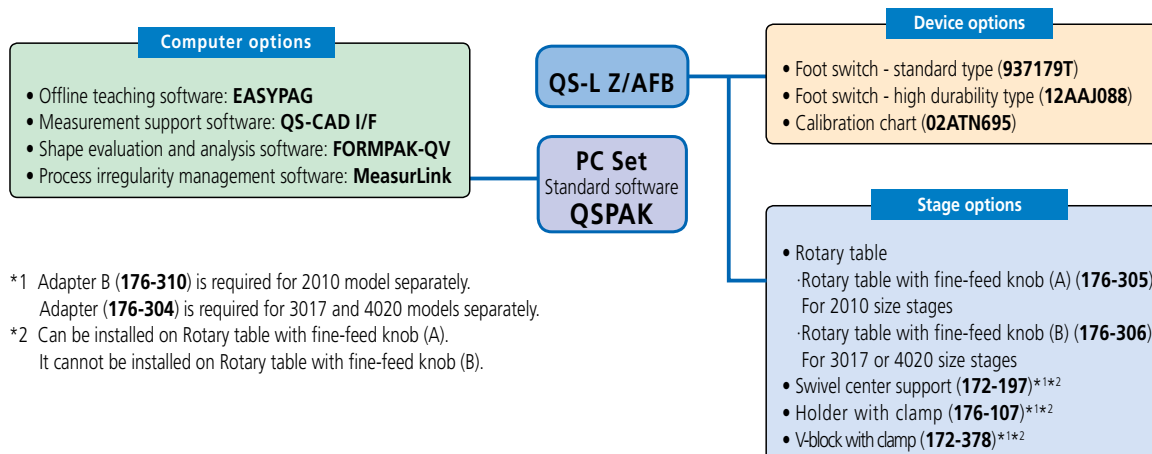 Computer options
• Offline teaching software: EASYPAG
• Measurement support software: QS-CAD I/F
• Shape evaluation and analysis software: FORMPAK-QV
• Process irregularity management software: MeasurLink
QS-L Z/AFB
PC Set
Standard software
QSPAK
Device options
• Foot switch - standard type (937179T)
• Foot switch - high durability type (12AAJ088)
• Calibration chart (02ATN695)
Stage options
• Rotary table
·Rotary table with fine-feed knob (A) (176-305)
For 2010 size stages
·Rotary table with fine-feed knob (B) (176-306)
For 3017 or 4020 size stages
• Swivel center support (172-197)*1*2
• Holder with clamp (176-107)*1*2
• V-block with clamp (172-378)*1*2
*1 Adapter B (176-310) is required for 2010 model separately.
Adapter (176-304) is required for 3017 and 4020 models separately.
*2 Can be installed on Rotary table with fine-feed knob (A).
It cannot be installed on Rotary table with fine-feed knob (B).